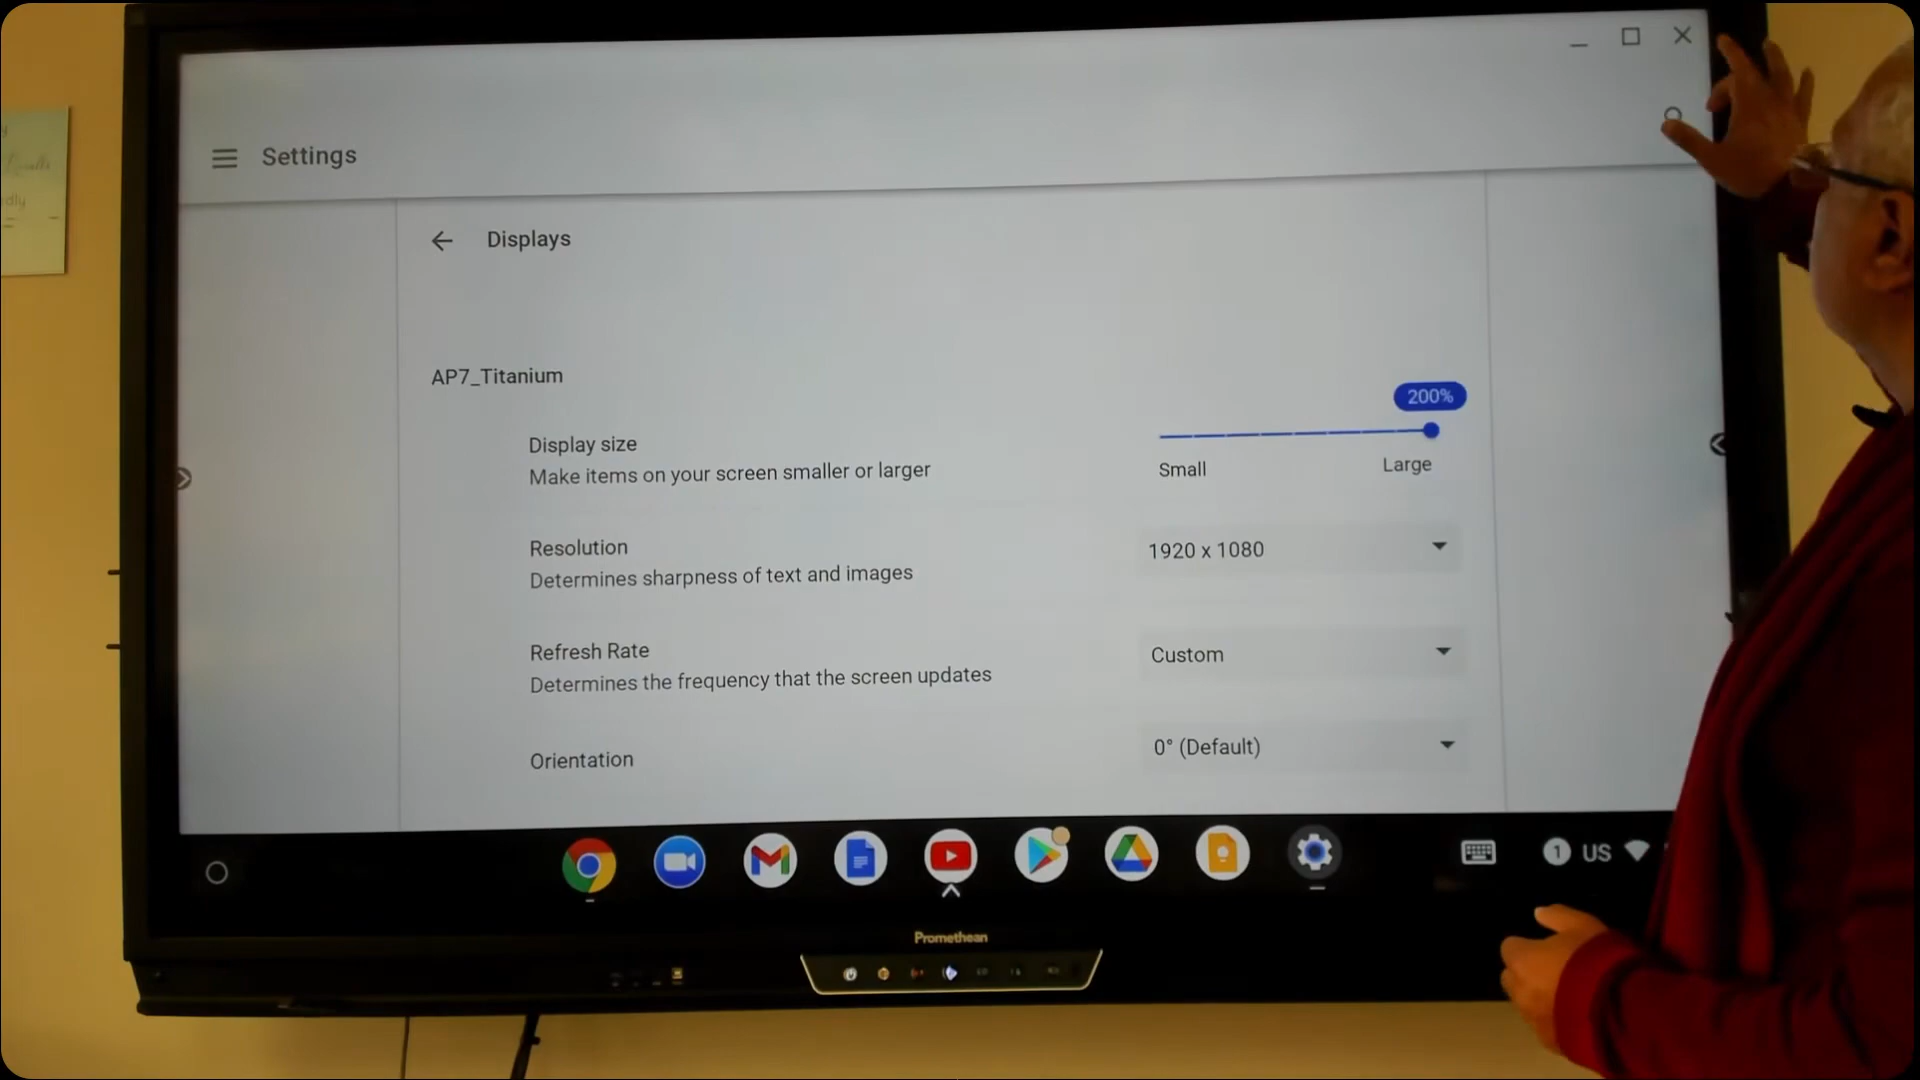 Settings
Displays
AP7_Titanium
200%
Display size
Make items on your screen smaller or larger
Small
Large
Resolution
Determines sharpness of text and images
1920 x 1080
Refresh Rate
Determines the frequency that the screen updates
Custom
Orientation
0° (Default)
1 US
Promethean